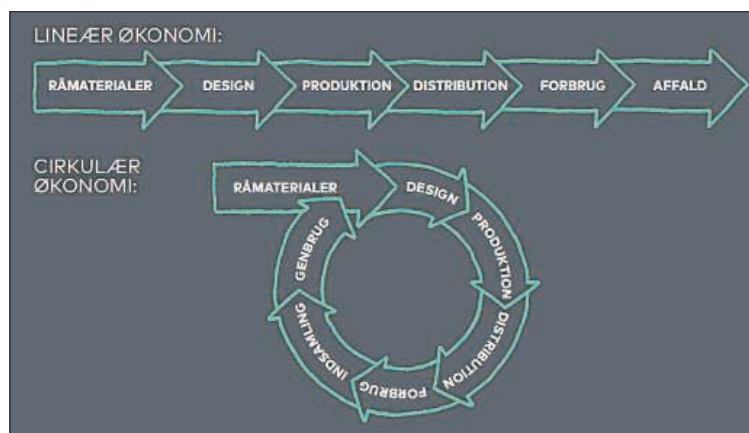 LINEÆR ØKONOMI:
RÅMATERIALER
DESIGN
PRODUKTION
DISTRIBUTION
FORBRUG
AFFALD
CIRKULÆR
ØKONOMI:
RÅMATERIALER
DESIGN
PRODUKTION
DISTRIBUTION
FORBRUG
INDSAMLING
GENBRUG